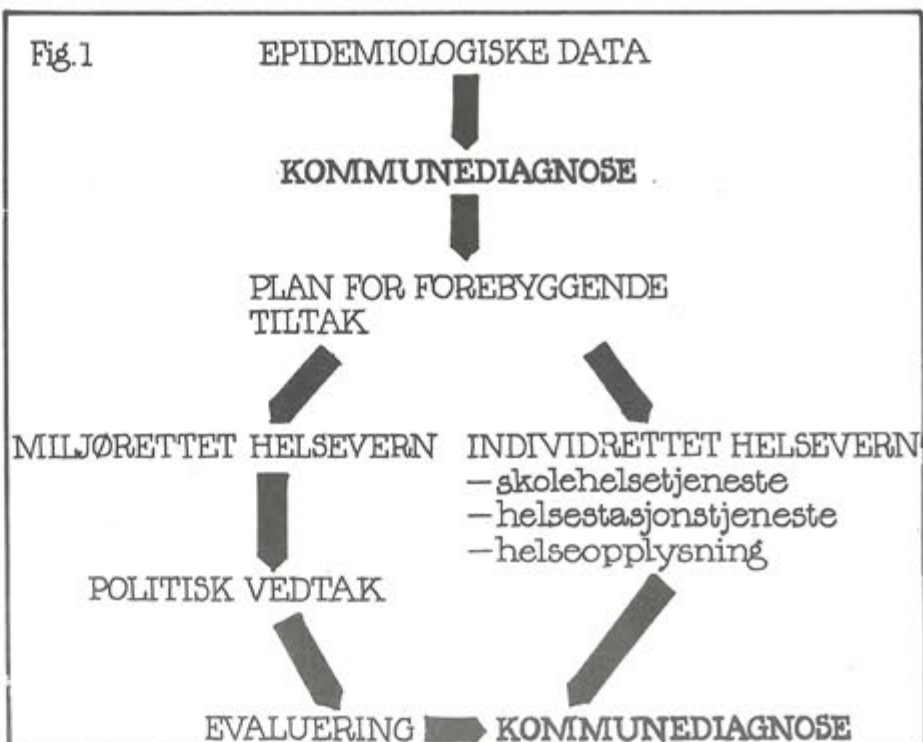 Fig. 1
EPIDEMIOLOGISKE DATA
KOMMUNEDIAGNOSE
PLAN FOR FOREBYGGENDE
TILTAK
MILJØRETTET HELSEVERN
INDIVIDRETTET HELSEVERN
—skolehelsetjeneste
—helsestasjonstjeneste
—helseopplysning
POLITISK VEDTAK
EVALUERING
KOMMUNEDIAGNOSE